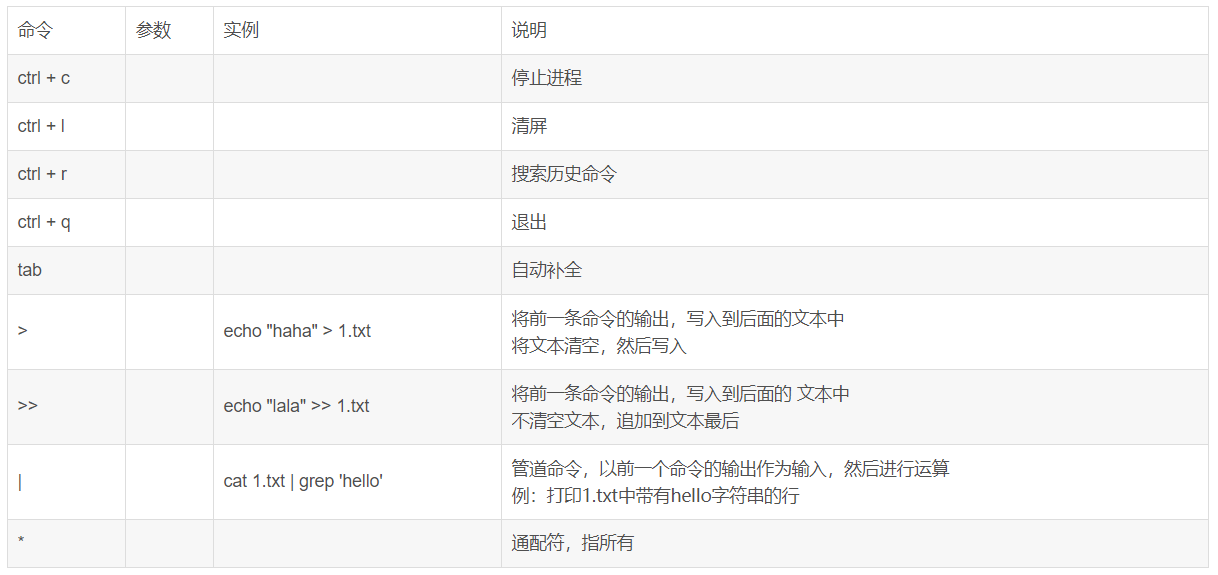 命令 参数 实例 说明
ctrl + c 停止进程
ctrl + l 清屏
ctrl + r 搜索历史命令
ctrl + q 退出
tab 自动补全
> echo "haha" > 1.txt 将前一条命令的输出，写入到后面的文本中
将文本清空，然后写入
>> echo "lala" >> 1.txt 将前一条命令的输出，写入到后面的 文本中
不清空文本，追加到文本最后
| cat 1.txt | grep 'hello' 管道命令，以前一个命令的输出作为输入，然后进行运算
例：打印1.txt中带有hello字符串的行
* 通配符，指所有